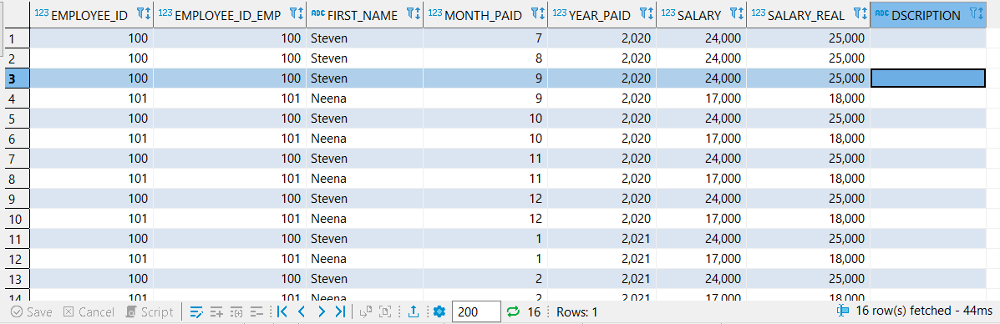 123 EMPLOYEE_ID 123 EMPLOYEE_ID_EMP ABC FIRST_NAME 123 MONTH_PAID 123 YEAR_PAID 123 SALARY 123 SALARY_REAL ABC DSCRIPTION
1 100 100 Steven 7 2,020 24,000 25,000
2 100 100 Steven 8 2,020 24,000 25,000
3 100 100 Steven 9 2,020 24,000 25,000
4 101 101 Neena 9 2,020 17,000 18,000
5 100 100 Steven 10 2,020 24,000 25,000
6 101 101 Neena 10 2,020 17,000 18,000
7 100 100 Steven 11 2,020 24,000 25,000
8 101 101 Neena 11 2,020 17,000 18,000
9 100 100 Steven 12 2,020 24,000 25,000
10 101 101 Neena 12 2,020 17,000 18,000
11 100 100 Steven 1 2,021 24,000 25,000
12 101 101 Neena 1 2,021 17,000 18,000
13 100 100 Steven 2 2,021 24,000 25,000
14 101 101 Neena 2 2,021 17,000 18,000
Save Cancel Script 200 16 Rows: 1 16 row(s) fetched - 44ms